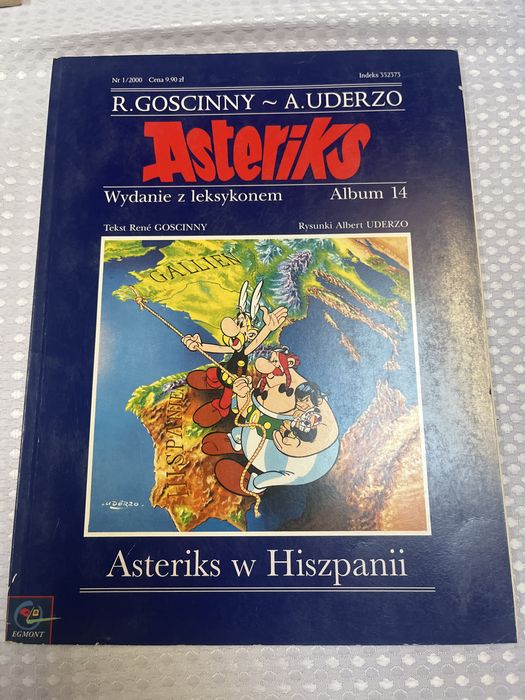 Nr 1/2000 Cena 9,90 zł Indeks 352373
R.GOSCINNY ~ A.UDERZO
Asteriks
Wydanie z leksykonem Album 14
Tekst René GOSCINNY Rysunki Albert UDERZO
GALLIEN
HISPANIEN
UDERZO
Asteriks w Hiszpanii
EGMONT